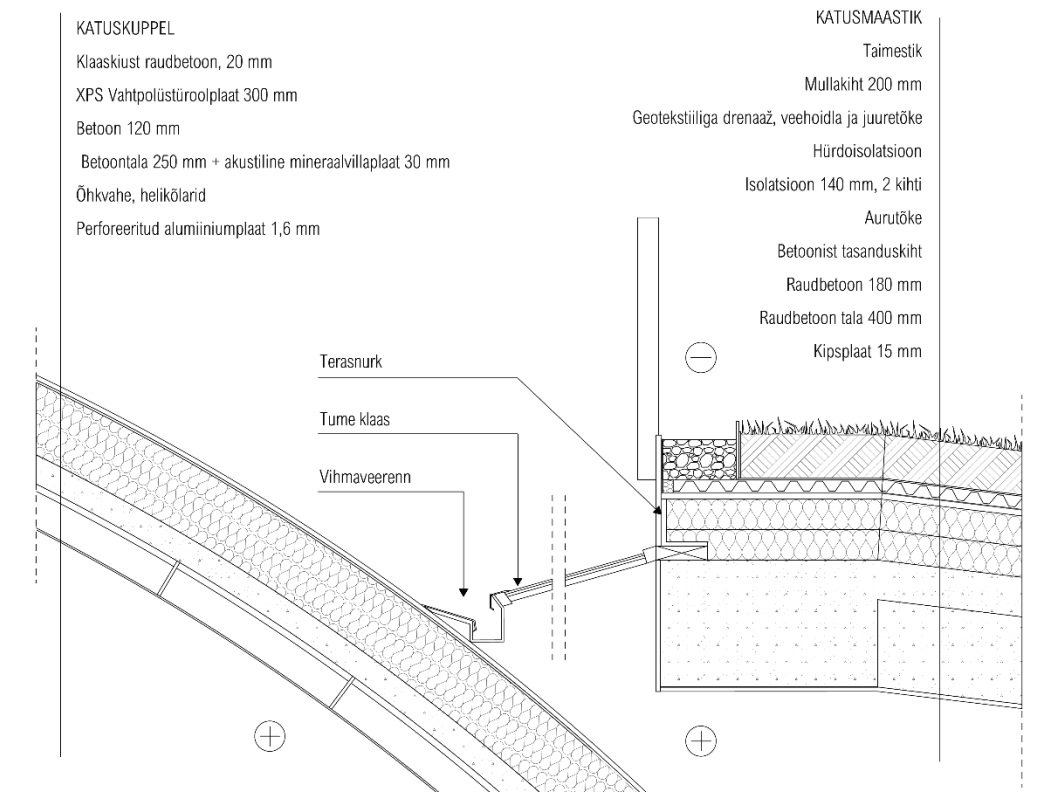 KATUSKUPPEL
Klaaskiust raudbetoon, 20 mm
XPS Vahtpolüstüroolplaat 300 mm
Betoon 120 mm
Betoontala 250 mm + akustiline mineraalvillaplaat 30 mm
Õhkvahe, helikõlarid
Perforeeritud alumiiniumplaat 1,6 mm
KATUSMAASTIK
Taimestik
Mullakiht 200 mm
Geotekstiiliga drenaaž, veehoidla ja juuretõke
Hürdoisolatsioon
Isolatsioon 140 mm, 2 kihti
Aurutõke
Betoonist tasanduskiht
Raudbetoon 180 mm
Raudbetoon tala 400 mm
Kipsplaat 15 mm
Terasnurk
Tume klaas
Vihmaveerenn